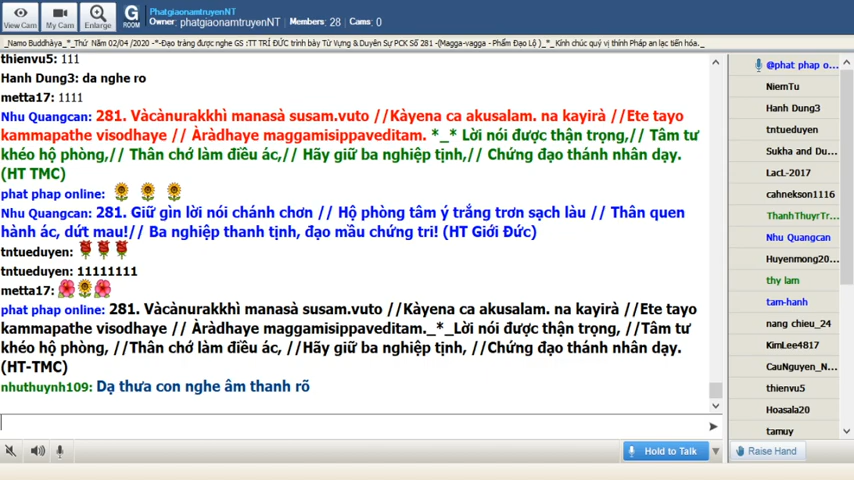 View Cam
My Cam
Enlarge
G
ROOM
PhatgiaonamtruyenNT
Owner: phatgiaonamtruyenNT | Members: 28 | Cams: 0
_Namo Buddhàya_*_Thứ Năm 02/04 /2020 -*-Đạo tràng được nghe GS :TT TRÍ ĐỨC trình bày Từ Vựng & Duyên Sự PCK Số 281 -(Magga-vagga - Phẩm Đạo Lộ )_*_ Kính chúc quý vị thính Pháp an lạc tiến hóa._
thienvu5: 111
Hanh Dung3: da nghe ro
metta17: 1111
Nhu Quangcan: 281. Vàcànurakkhì manasà susam.vuto //Kàyena ca akusalam. na kayirà //Ete tayo
kammapathe visodhaye // Àràdhaye maggamisippaveditam. *_* Lời nói được thận trọng,// Tâm tư
khéo hộ phòng,// Thân chớ làm điều ác,// Hãy giữ ba nghiệp tịnh,// Chứng đạo thánh nhân dạy.
(HT TMC)
phat phap online:
Nhu Quangcan: 281. Giữ gìn lời nói chánh chơn // Hộ phòng tâm ý trắng trơn sạch làu // Thân quen
hành ác, dứt mau!// Ba nghiệp thanh tịnh, đạo mầu chứng tri! (HT Giới Đức)
tntueduyen:
tntueduyen: 11111111
metta17:
phat phap online: 281. Vàcànurakkhì manasà susam.vuto //Kàyena ca akusalam. na kayirà //Ete tayo
kammapathe visodhaye // Àràdhaye maggamisippaveditam._*_Lời nói được thận trọng, //Tâm tư
khéo hộ phòng, //Thân chớ làm điều ác, //Hãy giữ ba nghiệp tịnh, //Chứng đạo thánh nhân dạy.
(HT-TMC)
nhuthuynh109: Dạ thưa con nghe âm thanh rõ
Hold to Talk
@phat phap o...
NiemTu
Hanh Dung3
tntueduyen
Sukha and Du...
LacL-2017
cahnekson1116
ThanhThuyrTr...
Nhu Quangcan
Huyenmong20...
thy lam
tam-hanh
nang chieu_24
KimLee4817
CauNguyen_N...
thienvu5
Hoasala20
tamuy
Raise Hand